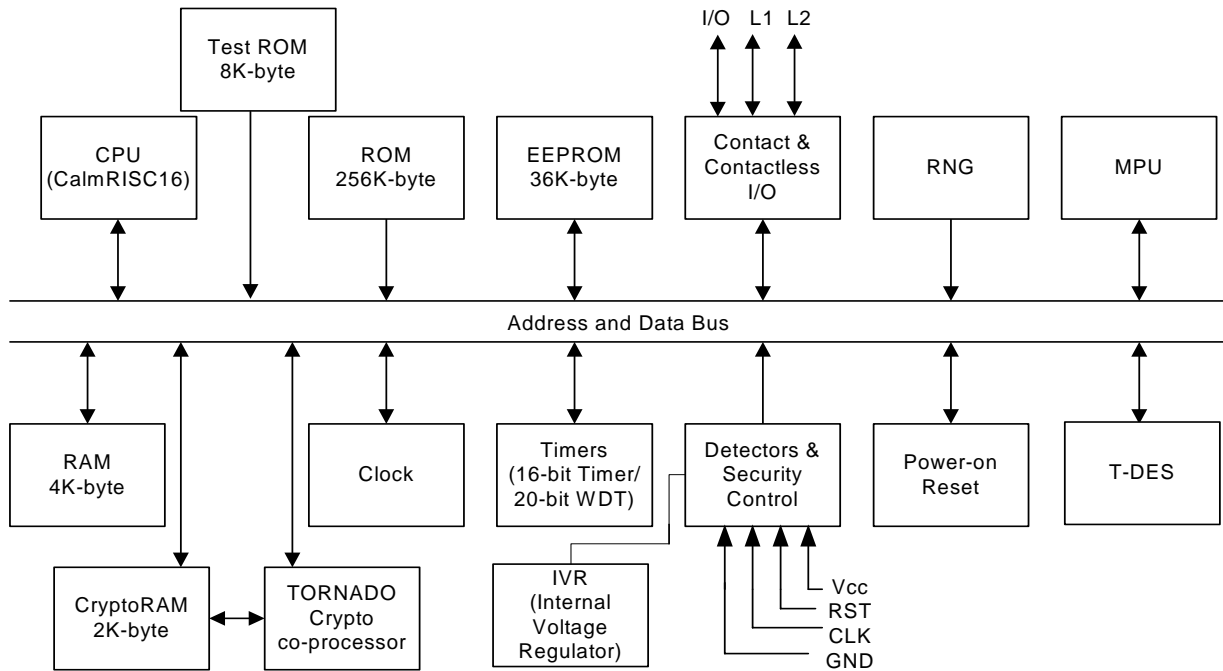 I/O L1 L2
Test ROM
8K-byte
CPU
(CalmRISC16)
ROM
256K-byte
EEPROM
36K-byte
Contact &
Contactless
I/O
RNG
MPU
Address and Data Bus
RAM
4K-byte
Clock
Timers
(16-bit Timer/
20-bit WDT)
Detectors &
Security
Control
Power-on
Reset
T-DES
CryptoRAM
2K-byte
TORNADO
Crypto
co-processor
IVR
(Internal
Voltage
Regulator)
Vcc
RST
CLK
GND